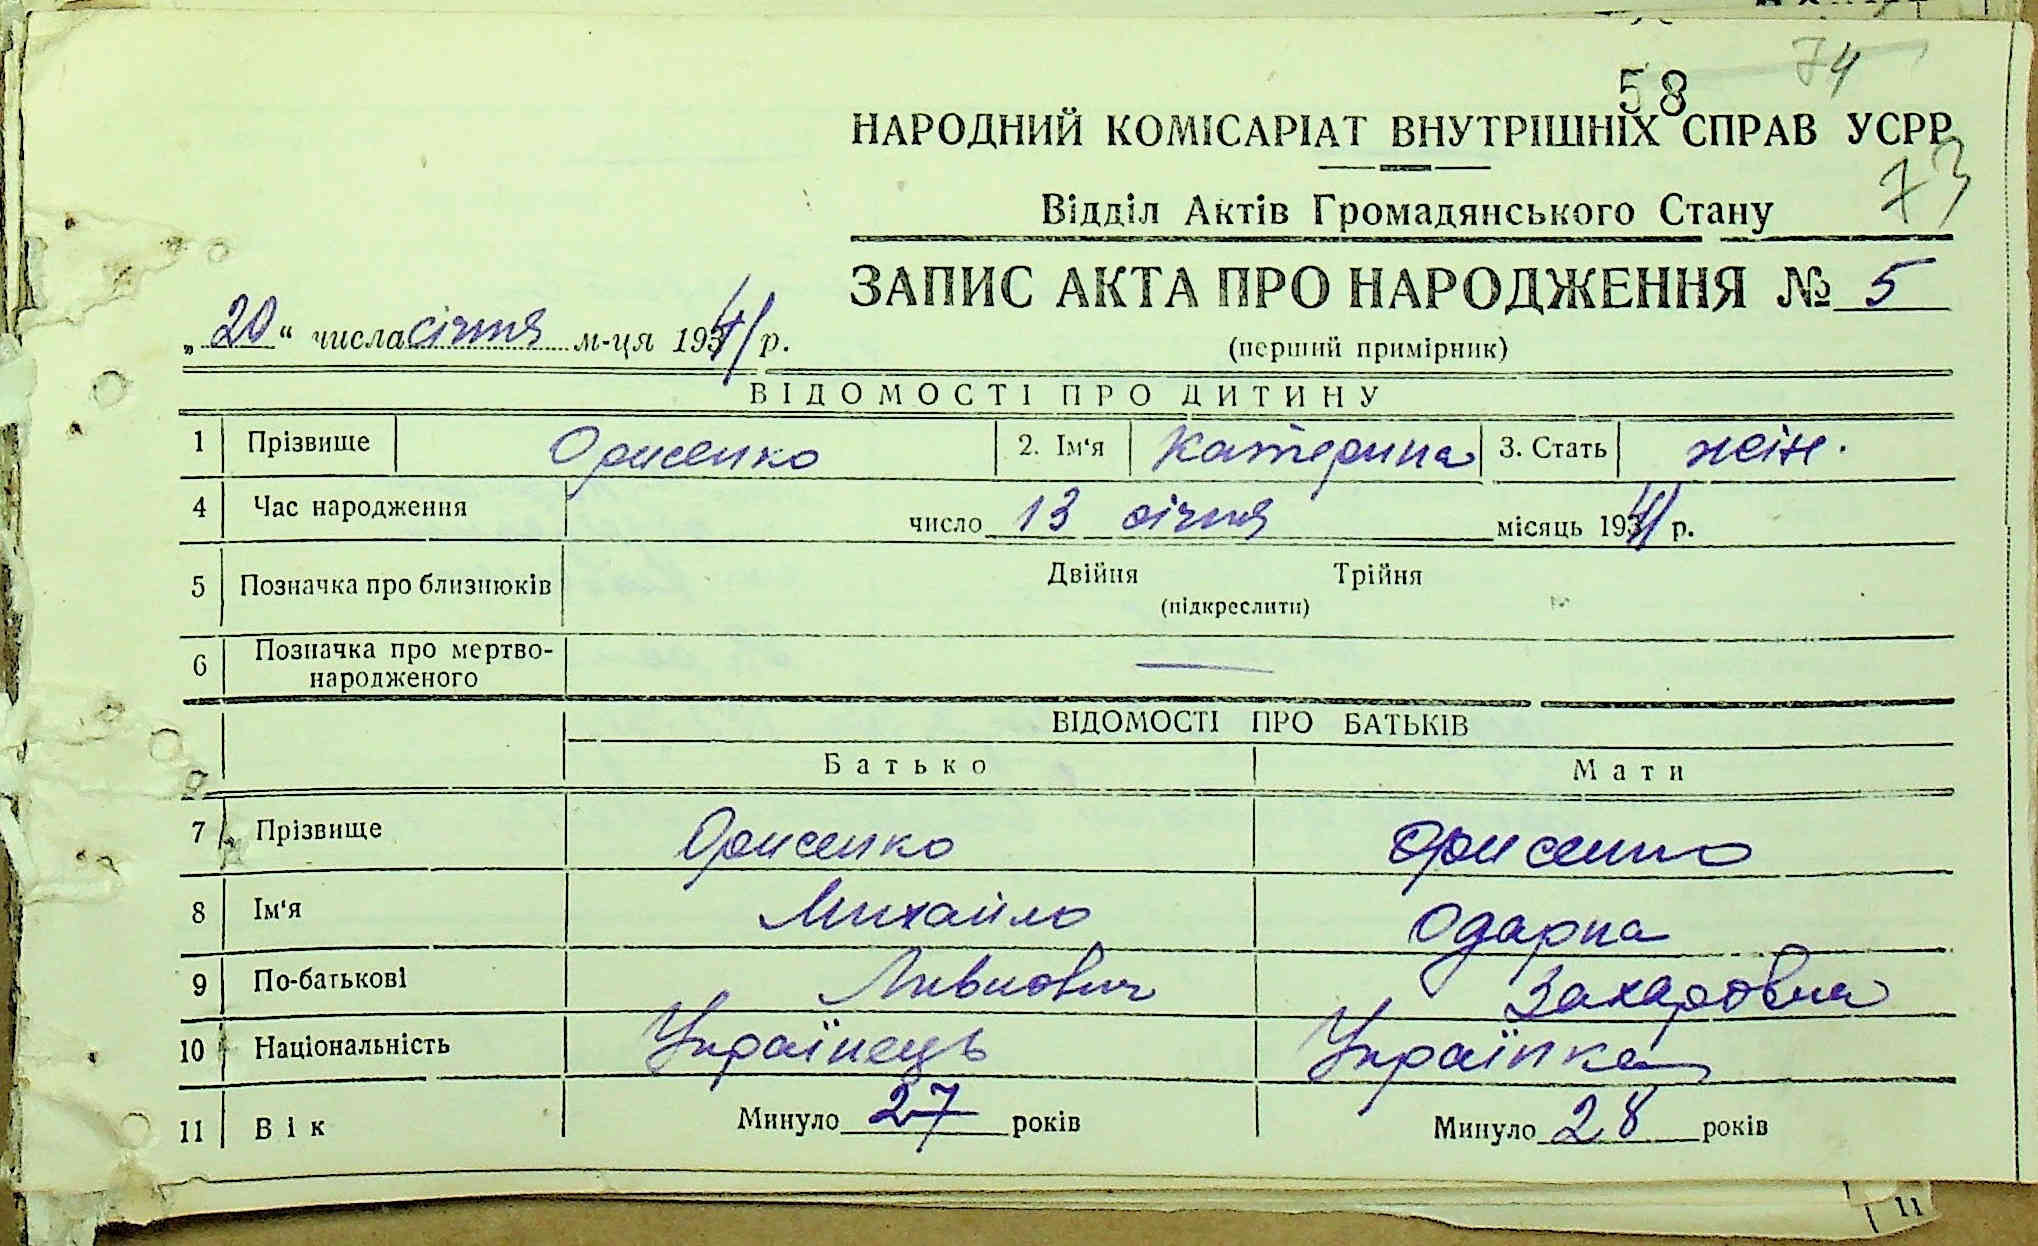 74
58
НАРОДНИЙ КОМІСАРІАТ ВНУТРІШНІХ СПРАВ УСРР
73
Відділ Актів Громадянського Стану
ЗАПИС АКТА ПРО НАРОДЖЕННЯ № 5
„20“ числа січня м-ця 1941 р.
(перший примірник)
ВІДОМОСТІ ПРО ДИТИНУ
1 Прізвище Орисенко 2. Ім'я Катерина 3. Стать жін.
4 Час народження число 13 січня місяць 1941 р.
5 Позначка про близнюків Двійня Трійня
(підкреслити)
6 Позначка про мертво-
народженого
ВІДОМОСТІ ПРО БАТЬКІВ
Батько Мати
7 Прізвище Орисенко Орисенко
8 Ім'я Михайло Одарка
9 По-батькові Захаровна
10 Національність Українець Українка
11 Вік Минуло 27 років Минуло 28 років
11